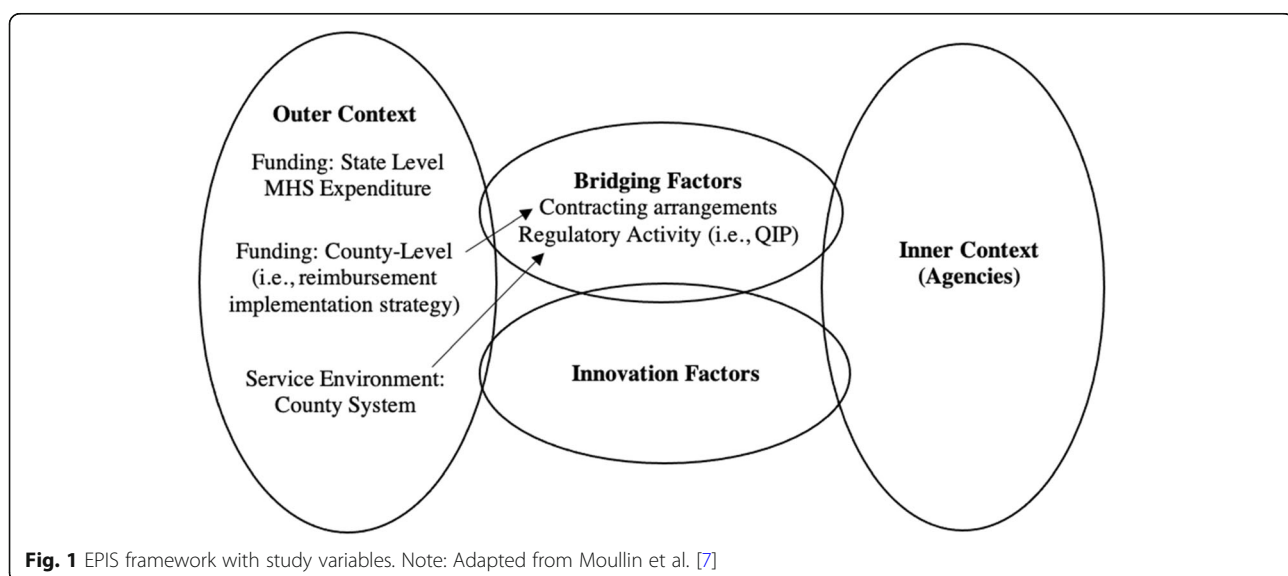 Outer Context
Funding: State Level
MHS Expenditure
Funding: County-Level
(i.e., reimbursement
implementation strategy)
Service Environment:
County System
Bridging Factors
Contracting arrangements
Regulatory Activity (i.e., QIP)
Innovation Factors
Inner Context
(Agencies)
Fig. 1 EPIS framework with study variables. Note: Adapted from Moullin et al. [7]